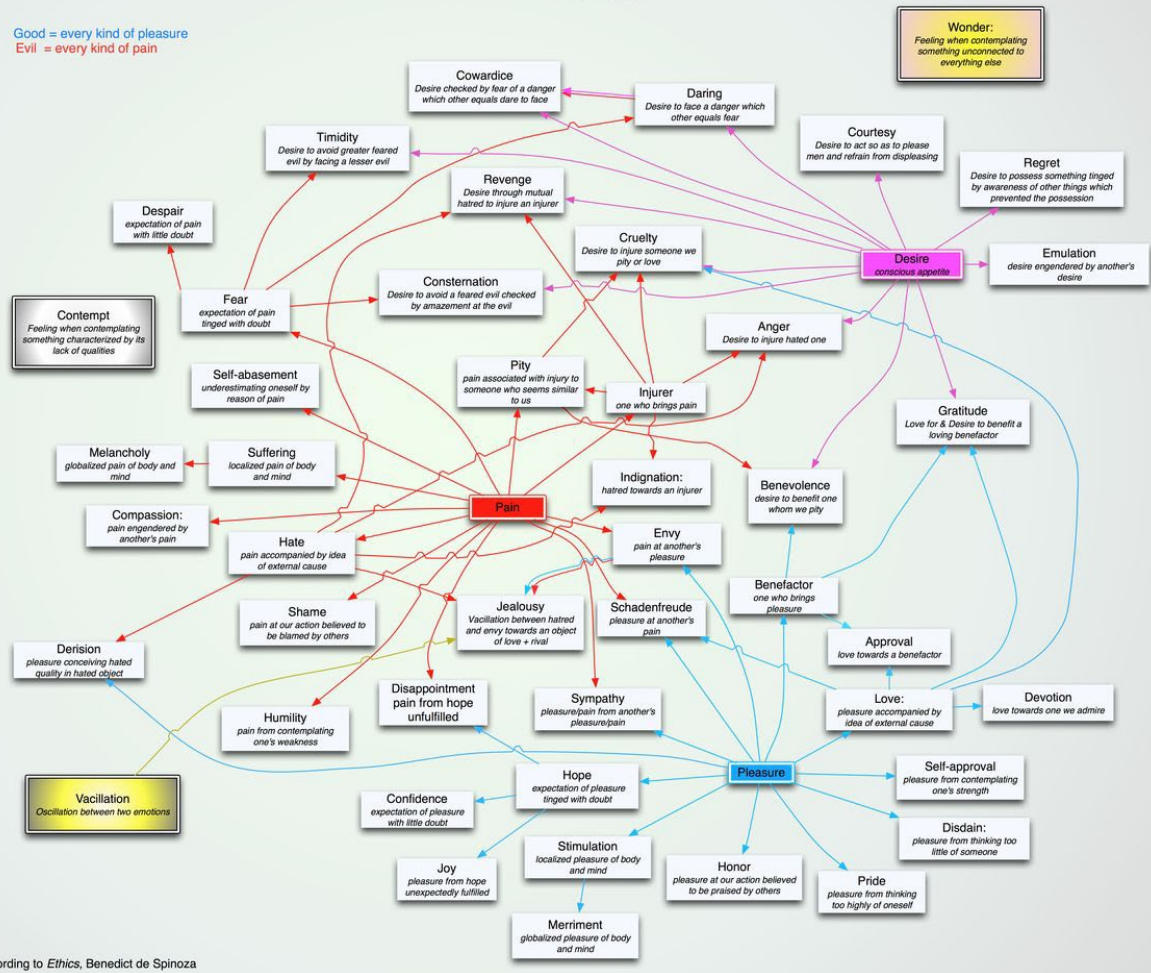 Good = every kind of pleasure
Evil = every kind of pain
Wonder:
Feeling when contemplating
something unconnected to
everything else
Cowardice
Desire checked by fear of a danger
which other equals dare to face
Daring
Desire to face a danger which
other equals fear
Timidity
Desire to avoid greater feared
evil by facing a lesser evil
Courtesy
Desire to act so as to please
men and refrain from displeasing
Regret
Desire to possess something tinged
by awareness of other things which
prevented the possession
Revenge
Desire through mutual
hatred to injure an injurer
Despair
expectation of pain
with little doubt
Cruelty
Desire to injure someone we
pity or love
Desire
conscious appetite
Emulation
desire engendered by another's
desire
Consternation
Desire to avoid a feared evil checked
by amazement at the evil
Fear
expectation of pain
tinged with doubt
Contempt
Feeling when contemplating
something characterized by its
lack of qualities
Anger
Desire to injure hated one
Pity
pain associated with injury to
someone who seems similar
to us
Injurer
one who brings pain
Self-abasement
underestimating oneself by
reason of pain
Gratitude
Love for & Desire to benefit a
loving benefactor
Melancholy
globalized pain of body and
mind
Suffering
localized pain of body
and mind
Indignation:
hatred towards an injurer
Benevolence
desire to benefit one
whom we pity
Pain
Compassion:
pain engendered by
another's pain
Hate
pain accompanied by idea
of external cause
Envy
pain at another's
pleasure
Benefactor
one who brings
pleasure
Shame
pain at our action believed to
be blamed by others
Jealousy
Vacillation between hatred
and envy towards an object
of love + rival
Schadenfreude
pleasure at another's
pain
Approval
love towards a benefactor
Derision
pleasure conceiving hated
quality in hated object
Disappointment
pain from hope
unfulfilled
Sympathy
pleasure/pain from another's
pleasure/pain
Love:
pleasure accompanied by
idea of external cause
Devotion
love towards one we admire
Humility
pain from contemplating
one's weakness
Pleasure
Self-approval
pleasure from contemplating
one's strength
Hope
expectation of pleasure
tinged with doubt
Vacillation
Oscillation between two emotions
Confidence
expectation of pleasure
with little doubt
Disdain:
pleasure from thinking too
little of someone
Stimulation
localized pleasure of body
and mind
Joy
pleasure from hope
unexpectedly fulfilled
Honor
pleasure at our action believed
to be praised by others
Pride
pleasure from thinking
too highly of oneself
Merriment
globalized pleasure of body
and mind
rding to Ethics, Benedict de Spinoza